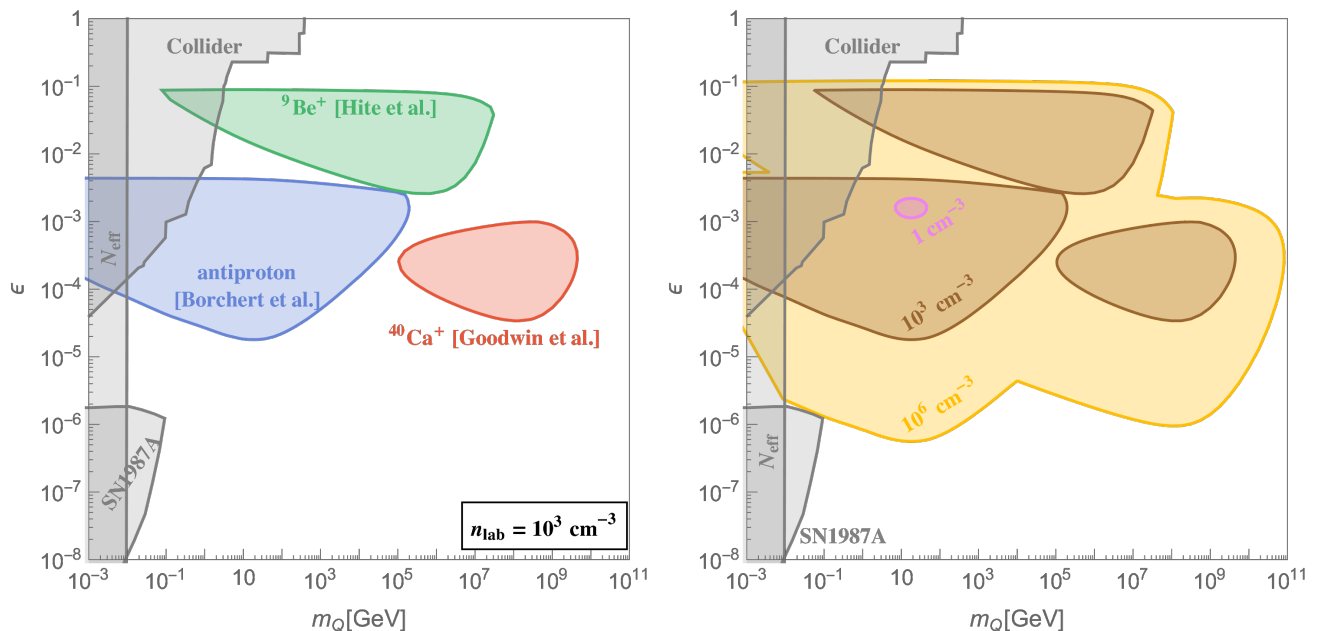 1
10⁻¹
10⁻²
10⁻³
10⁻⁴
10⁻⁵
10⁻⁶
10⁻⁷
10⁻⁸
ϵ
Collider
⁹Be⁺ [Hite et al.]
N_eff
antiproton
[Borchert et al.]
⁴⁰Ca⁺ [Goodwin et al.]
SN1987A
n_lab = 10³ cm⁻³
10⁻³ 10⁻¹ 10 10³ 10⁵ 10⁷ 10⁹ 10¹¹
m_Q[GeV]
1
10⁻¹
10⁻²
10⁻³
10⁻⁴
10⁻⁵
10⁻⁶
10⁻⁷
10⁻⁸
ϵ
Collider
1 cm⁻³
10³ cm⁻³
10⁶ cm⁻³
N_eff
SN1987A
10⁻³ 10⁻¹ 10 10³ 10⁵ 10⁷ 10⁹ 10¹¹
m_Q[GeV]